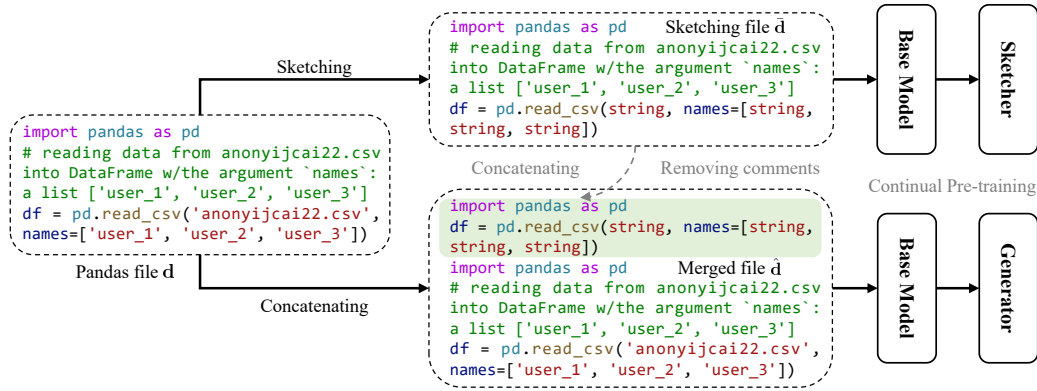 import pandas as pd
# reading data from anonyijcai22.csv
into DataFrame w/the argument `names`:
a list ['user_1', 'user_2', 'user_3']
df = pd.read_csv('anonyijcai22.csv',
names=['user_1', 'user_2', 'user_3'])
Pandas file d
Sketching
Concatenating
import pandas as pd
Sketching file d̄
# reading data from anonyijcai22.csv
into DataFrame w/the argument `names`:
a list ['user_1', 'user_2', 'user_3']
df = pd.read_csv(string, names=[string,
string, string])
Concatenating
Removing comments
import pandas as pd
df = pd.read_csv(string, names=[string,
string, string])
import pandas as pd
Merged file d̂
# reading data from anonyijcai22.csv
into DataFrame w/the argument `names`:
a list ['user_1', 'user_2', 'user_3']
df = pd.read_csv('anonyijcai22.csv',
names=['user_1', 'user_2', 'user_3'])
Base Model
Sketcher
Continual Pre-training
Base Model
Generator